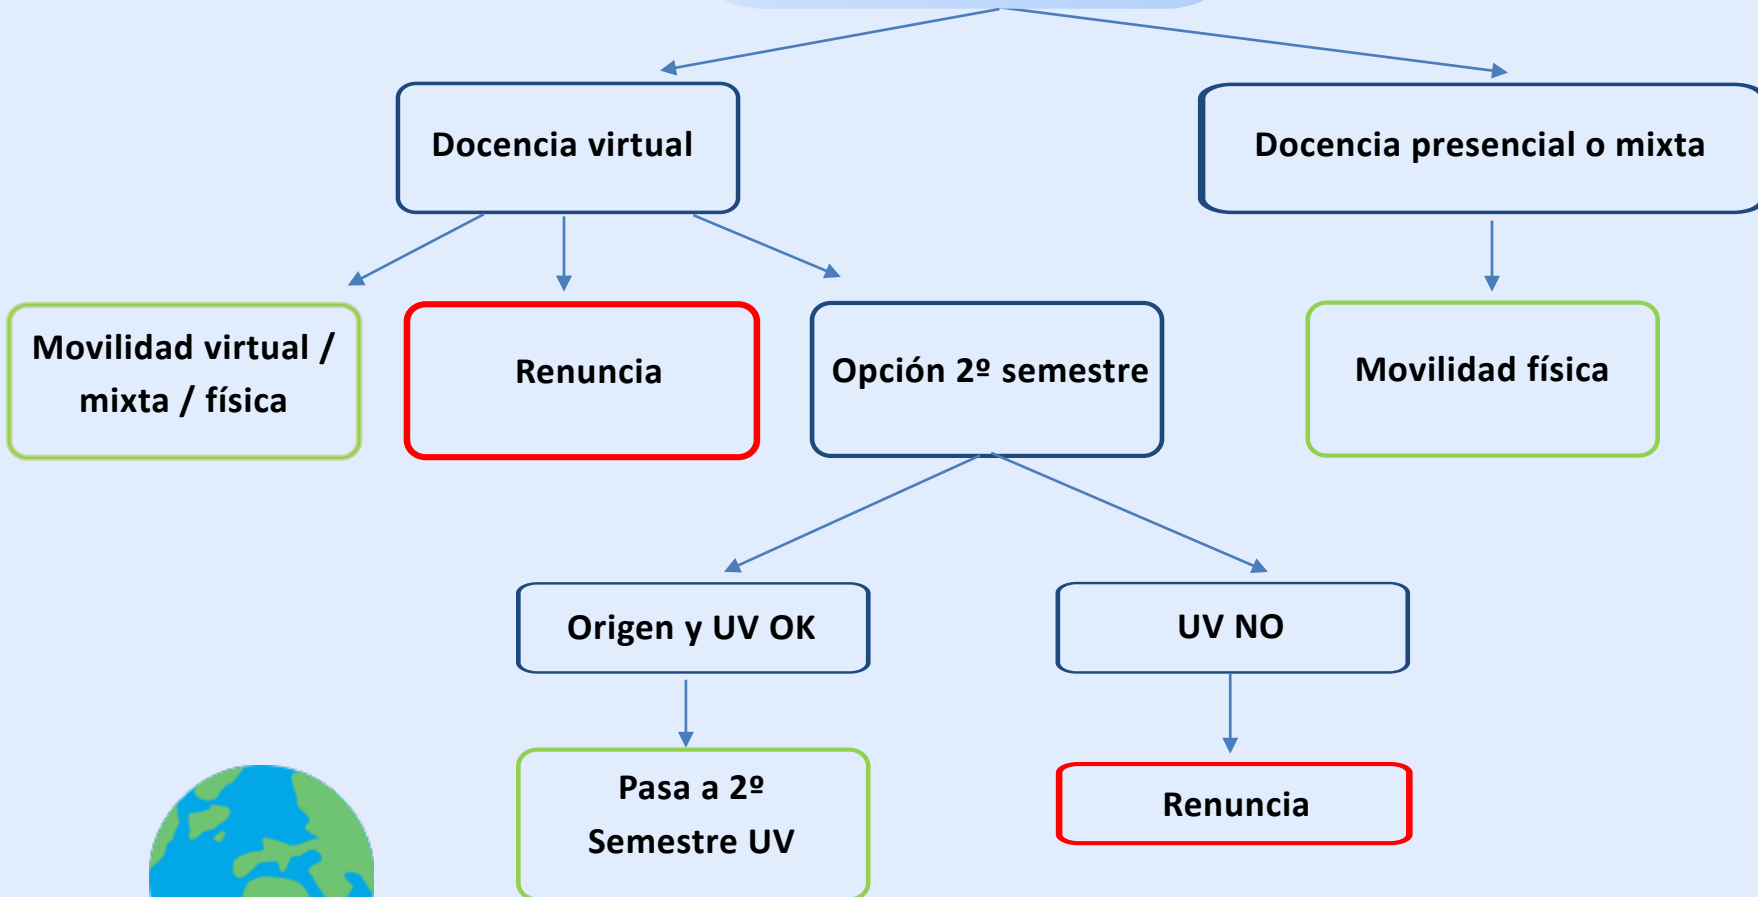 Docencia virtual
Docencia presencial o mixta
Movilidad virtual /
mixta / física
Renuncia
Opción 2º semestre
Movilidad física
Origen y UV OK
UV NO
Pasa a 2º
Semestre UV
Renuncia